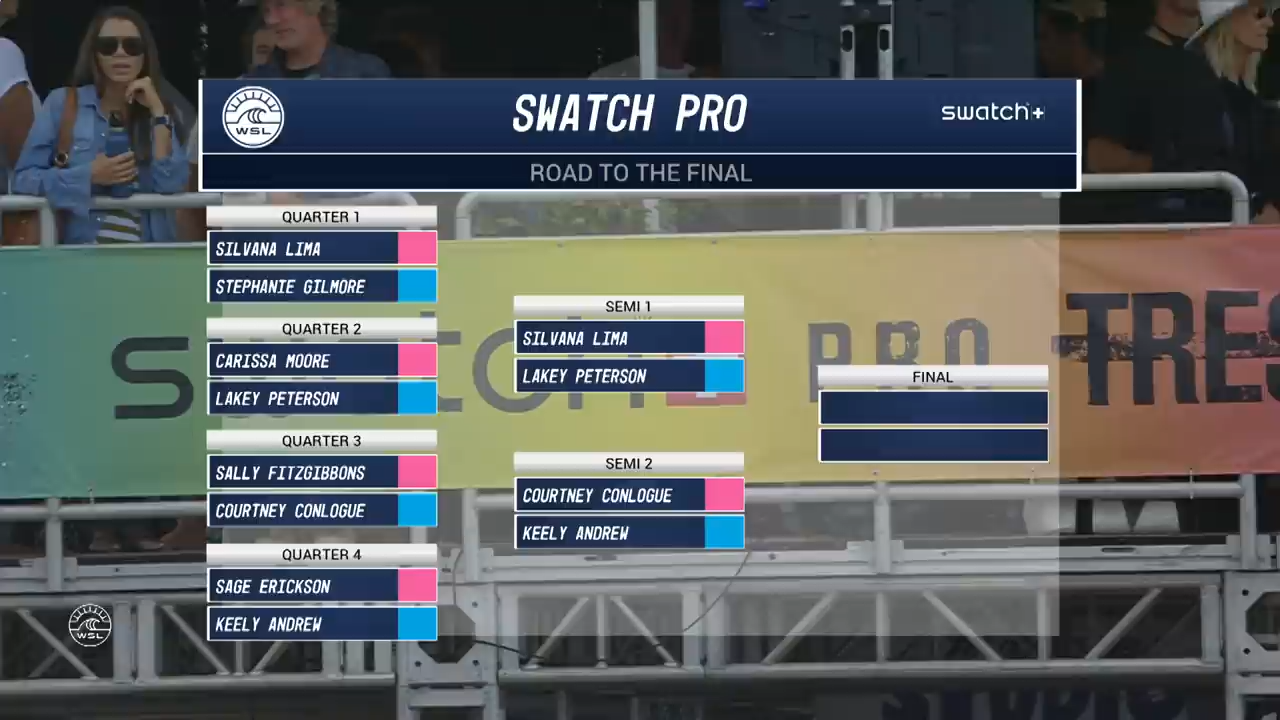 WSL
SWATCH PRO
swatch+
ROAD TO THE FINAL
QUARTER 1
SILVANA LIMA
STEPHANIE GILMORE
QUARTER 2
CARISSA MOORE
LAKEY PETERSON
QUARTER 3
SALLY FITZGIBBONS
COURTNEY CONLOGUE
QUARTER 4
SAGE ERICKSON
KEELY ANDREW
SEMI 1
SILVANA LIMA
LAKEY PETERSON
SEMI 2
COURTNEY CONLOGUE
KEELY ANDREW
FINAL
PRO
TRES
WSL